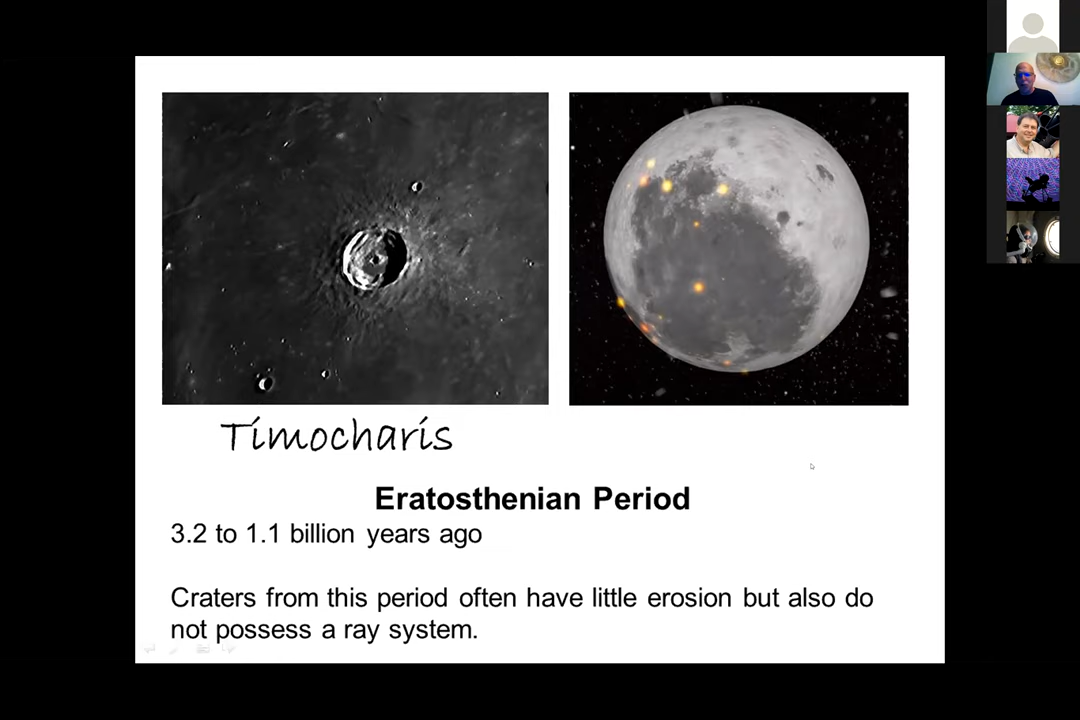 Timocharis
Eratosthenian Period
3.2 to 1.1 billion years ago
Craters from this period often have little erosion but also do
not possess a ray system.